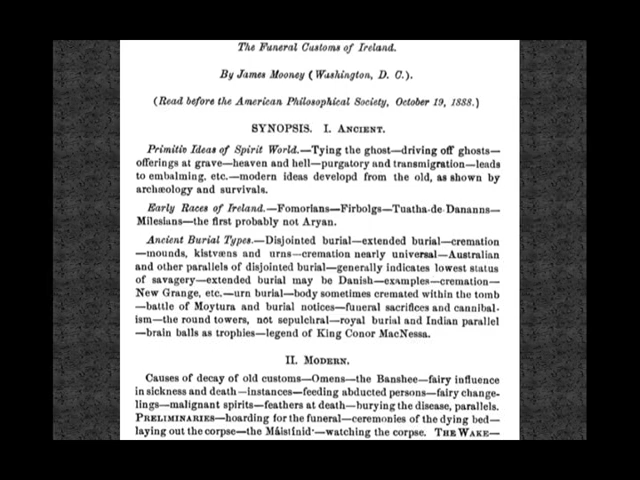 The Funeral Customs of Ireland.
By James Mooney (Washington, D. C.).
(Read before the American Philosophical Society, October 19, 1888.)
SYNOPSIS. I. ANCIENT.
Primitiv Ideas of Spirit World.—Tying the ghost—driving off ghosts—
offerings at grave—heaven and hell—purgatory and transmigration—leads
to embalming, etc.—modern ideas developd from the old, as shown by
archæology and survivals.
Early Races of Ireland.—Fomorians—Firbolgs—Tuatha-de-Dananns—
Milesians—the first probably not Aryan.
Ancient Burial Types.—Disjointed burial—extended burial—cremation
—mounds, kistvæns and urns—cremation nearly universal—Australian
and other parallels of disjointed burial—generally indicates lowest status
of savagery—extended burial may be Danish—examples—cremation—
New Grange, etc.—urn burial—body sometimes cremated within the tomb
—battle of Moytura and burial notices—funeral sacrifices and cannibal-
ism—the round towers, not sepulchral—royal burial and Indian parallel
—brain balls as trophies—legend of King Conor MacNessa.
II. MODERN.
Causes of decay of old customs—Omens—the Banshee—fairy influence
in sickness and death—instances—feeding abducted persons—fairy change-
lings—malignant spirits—feathers at death—burying the disease, parallels.
PRELIMINARIES—hoarding for the funeral—ceremonies of the dying bed—
laying out the corpse—the Máistínid·—watching the corpse. THE WAKE—